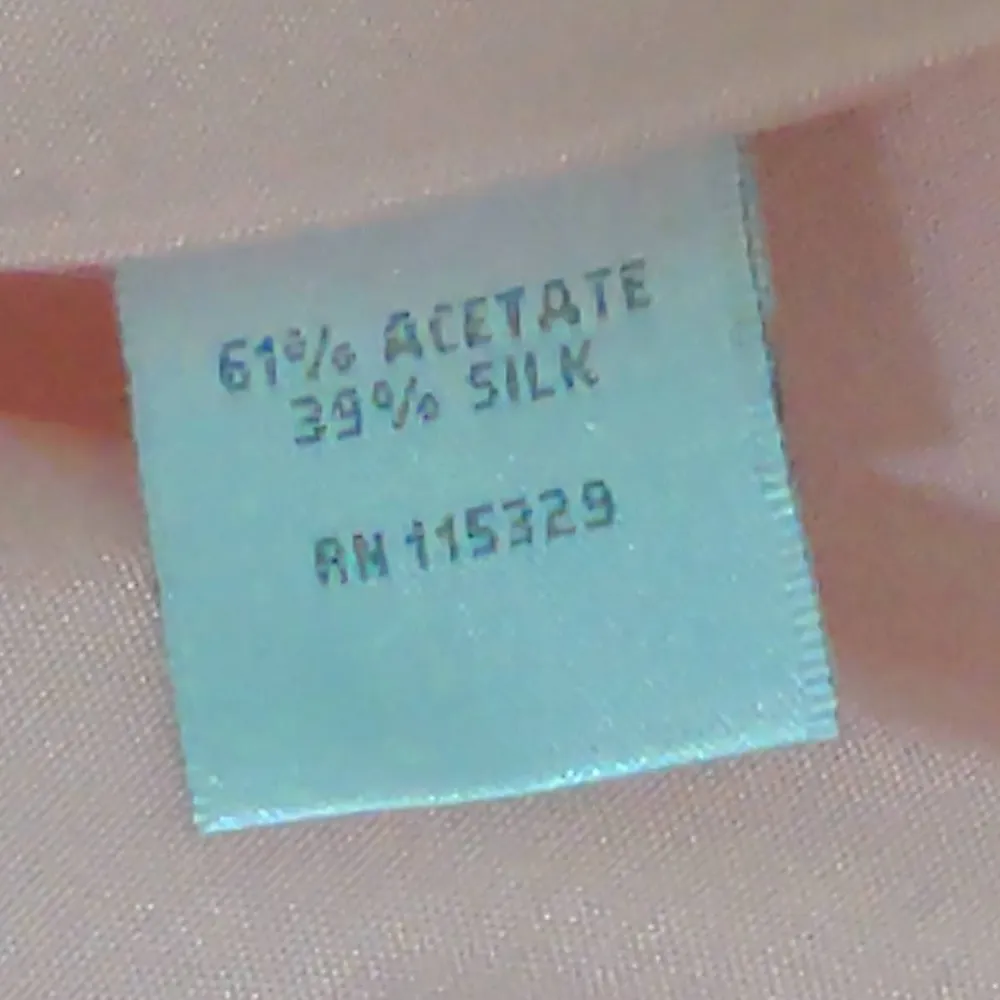 61% ACETATE
39% SILK
RN 115329